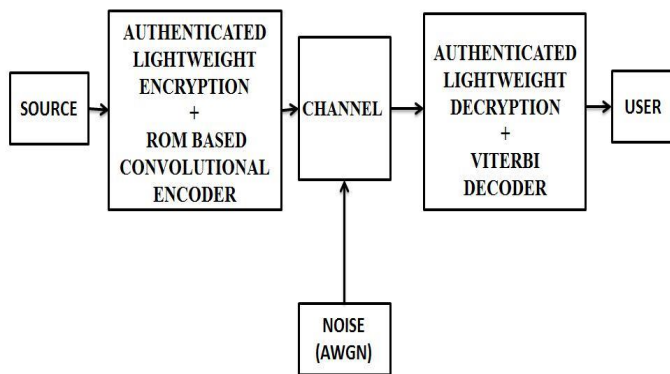 SOURCE
AUTHENTICATED
LIGHTWEIGHT
ENCRYPTION
+
ROM BASED
CONVOLUTIONAL
ENCODER
CHANNEL
AUTHENTICATED
LIGHTWEIGHT
DECRYPTION
+
VITERBI
DECODER
USER
NOISE
(AWGN)